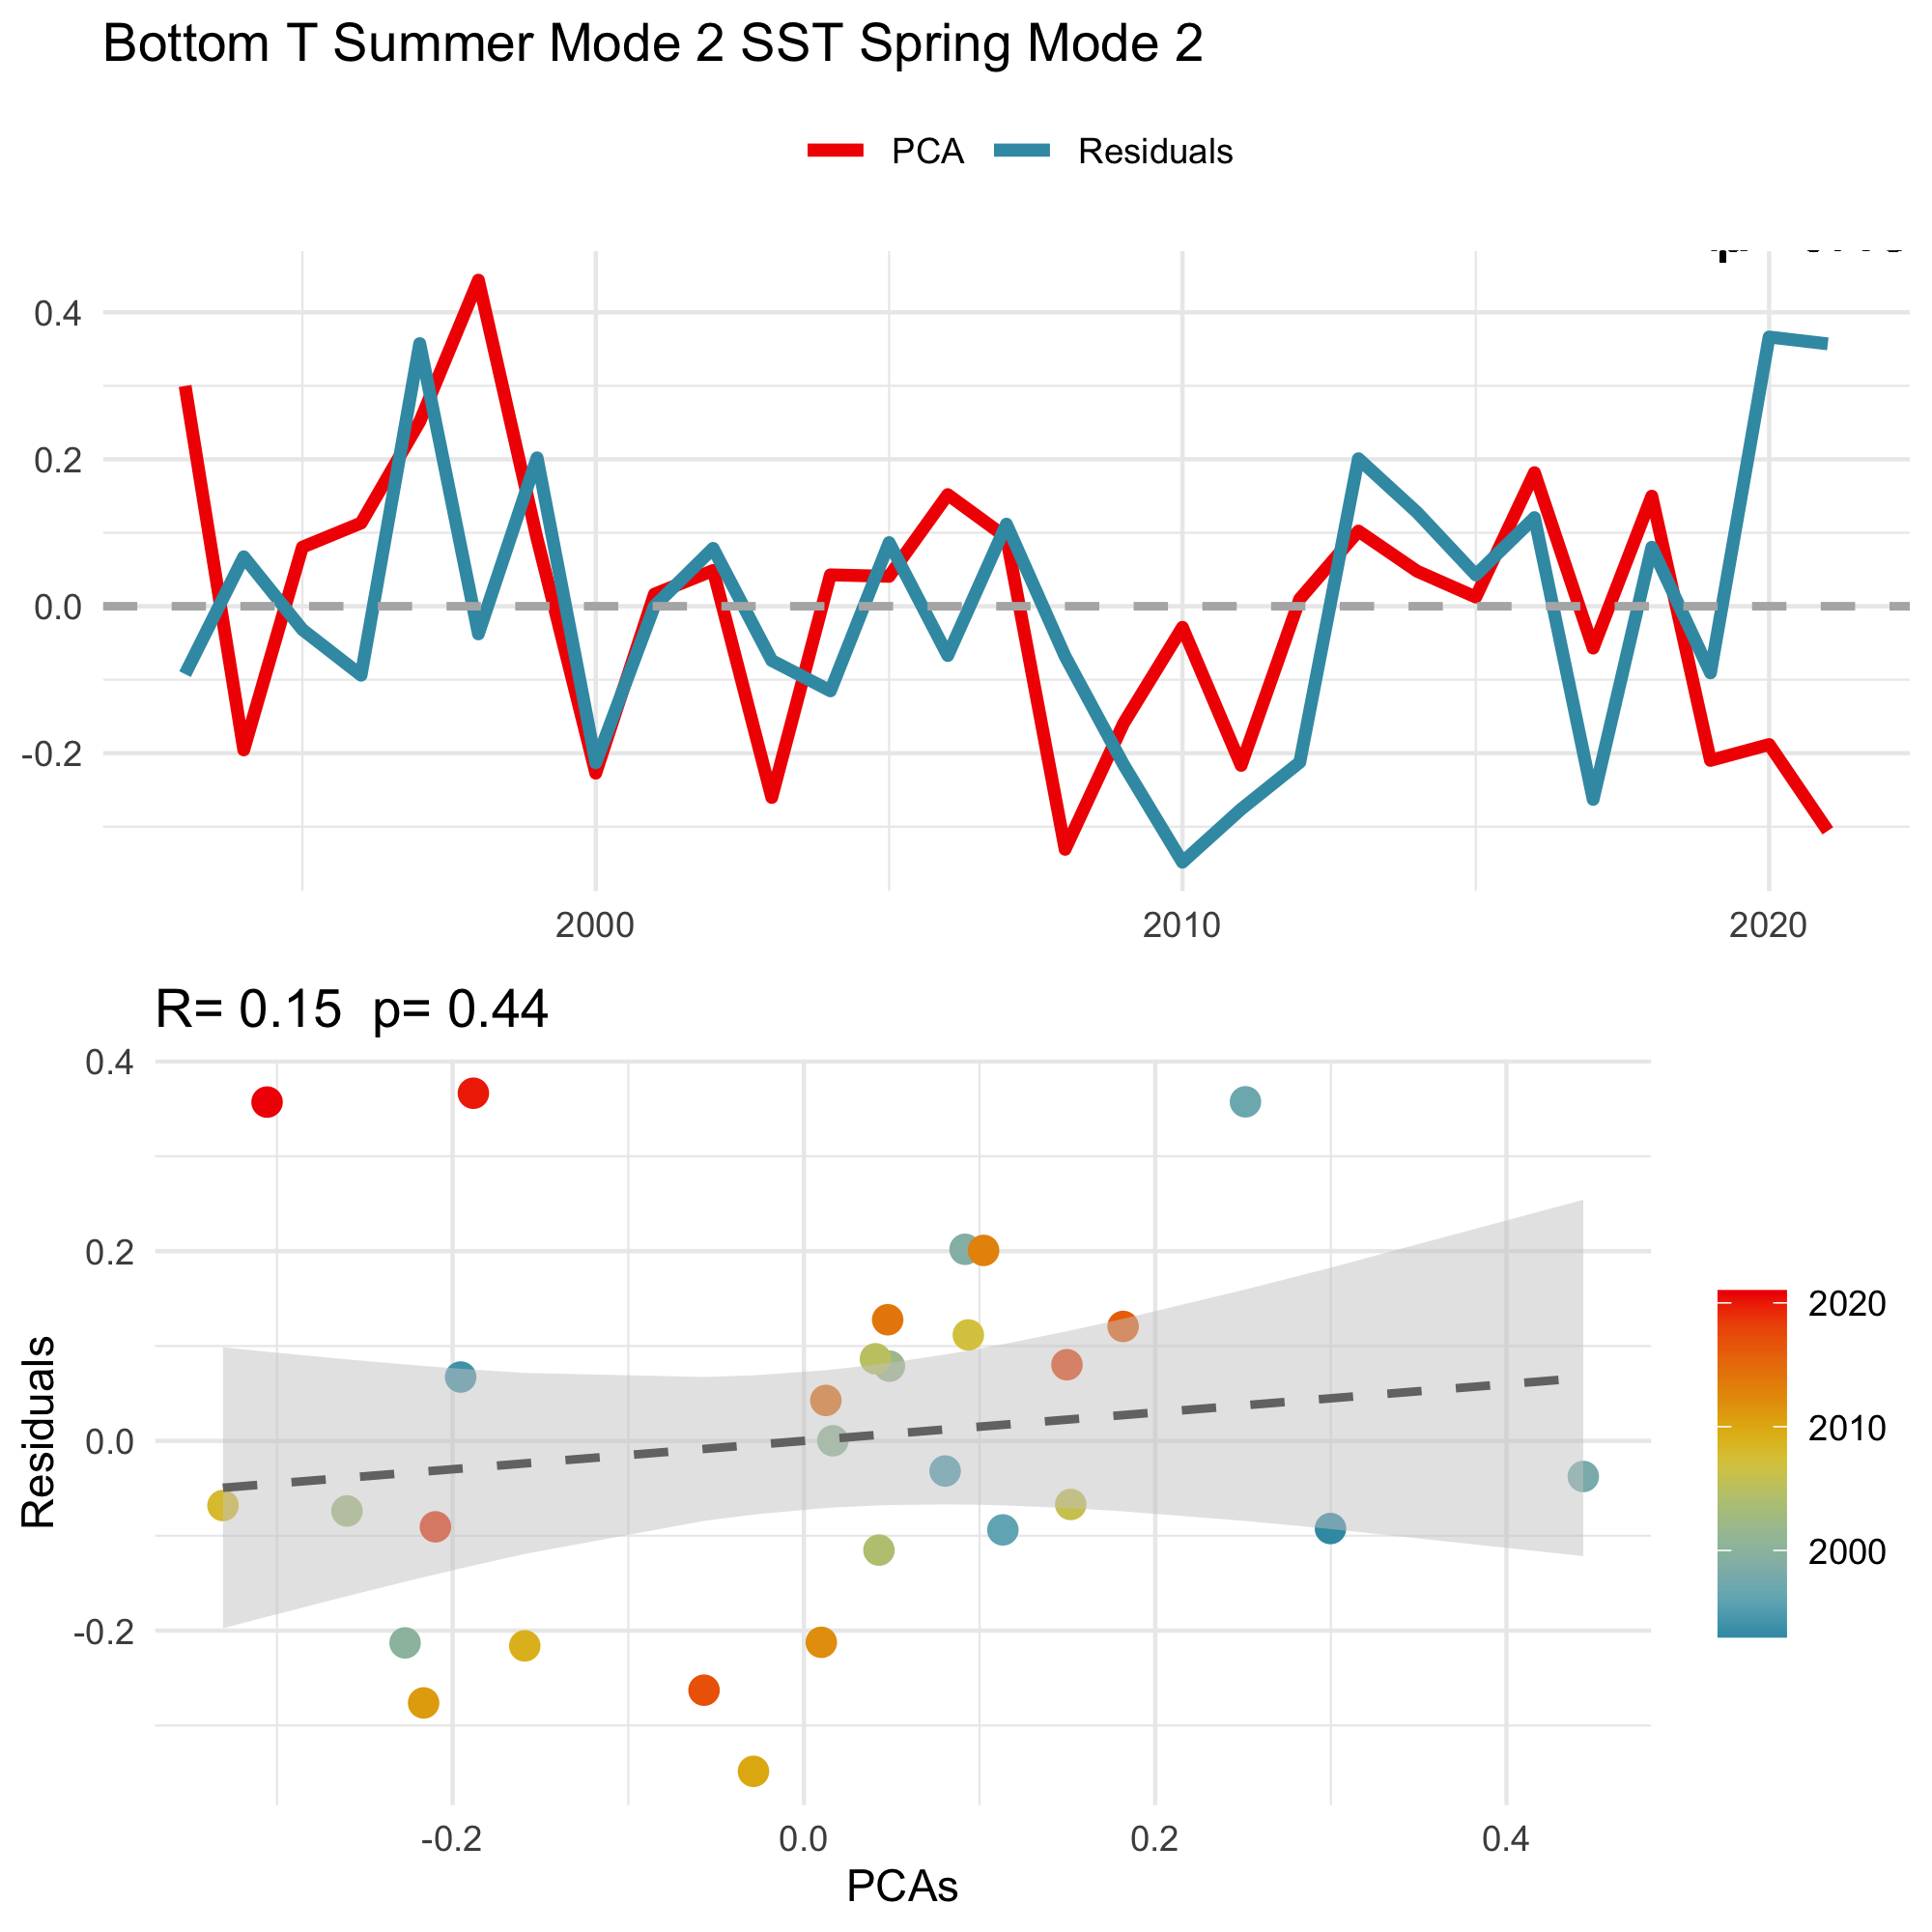 Bottom T Summer Mode 2 SST Spring Mode 2
PCA Residuals
0.4
0.2
0.0
-0.2
2000 2010 2020
R= 0.15 p= 0.44
0.4
0.2
0.0
-0.2
Residuals
-0.2 0.0 0.2 0.4
PCAs
2020
2010
2000